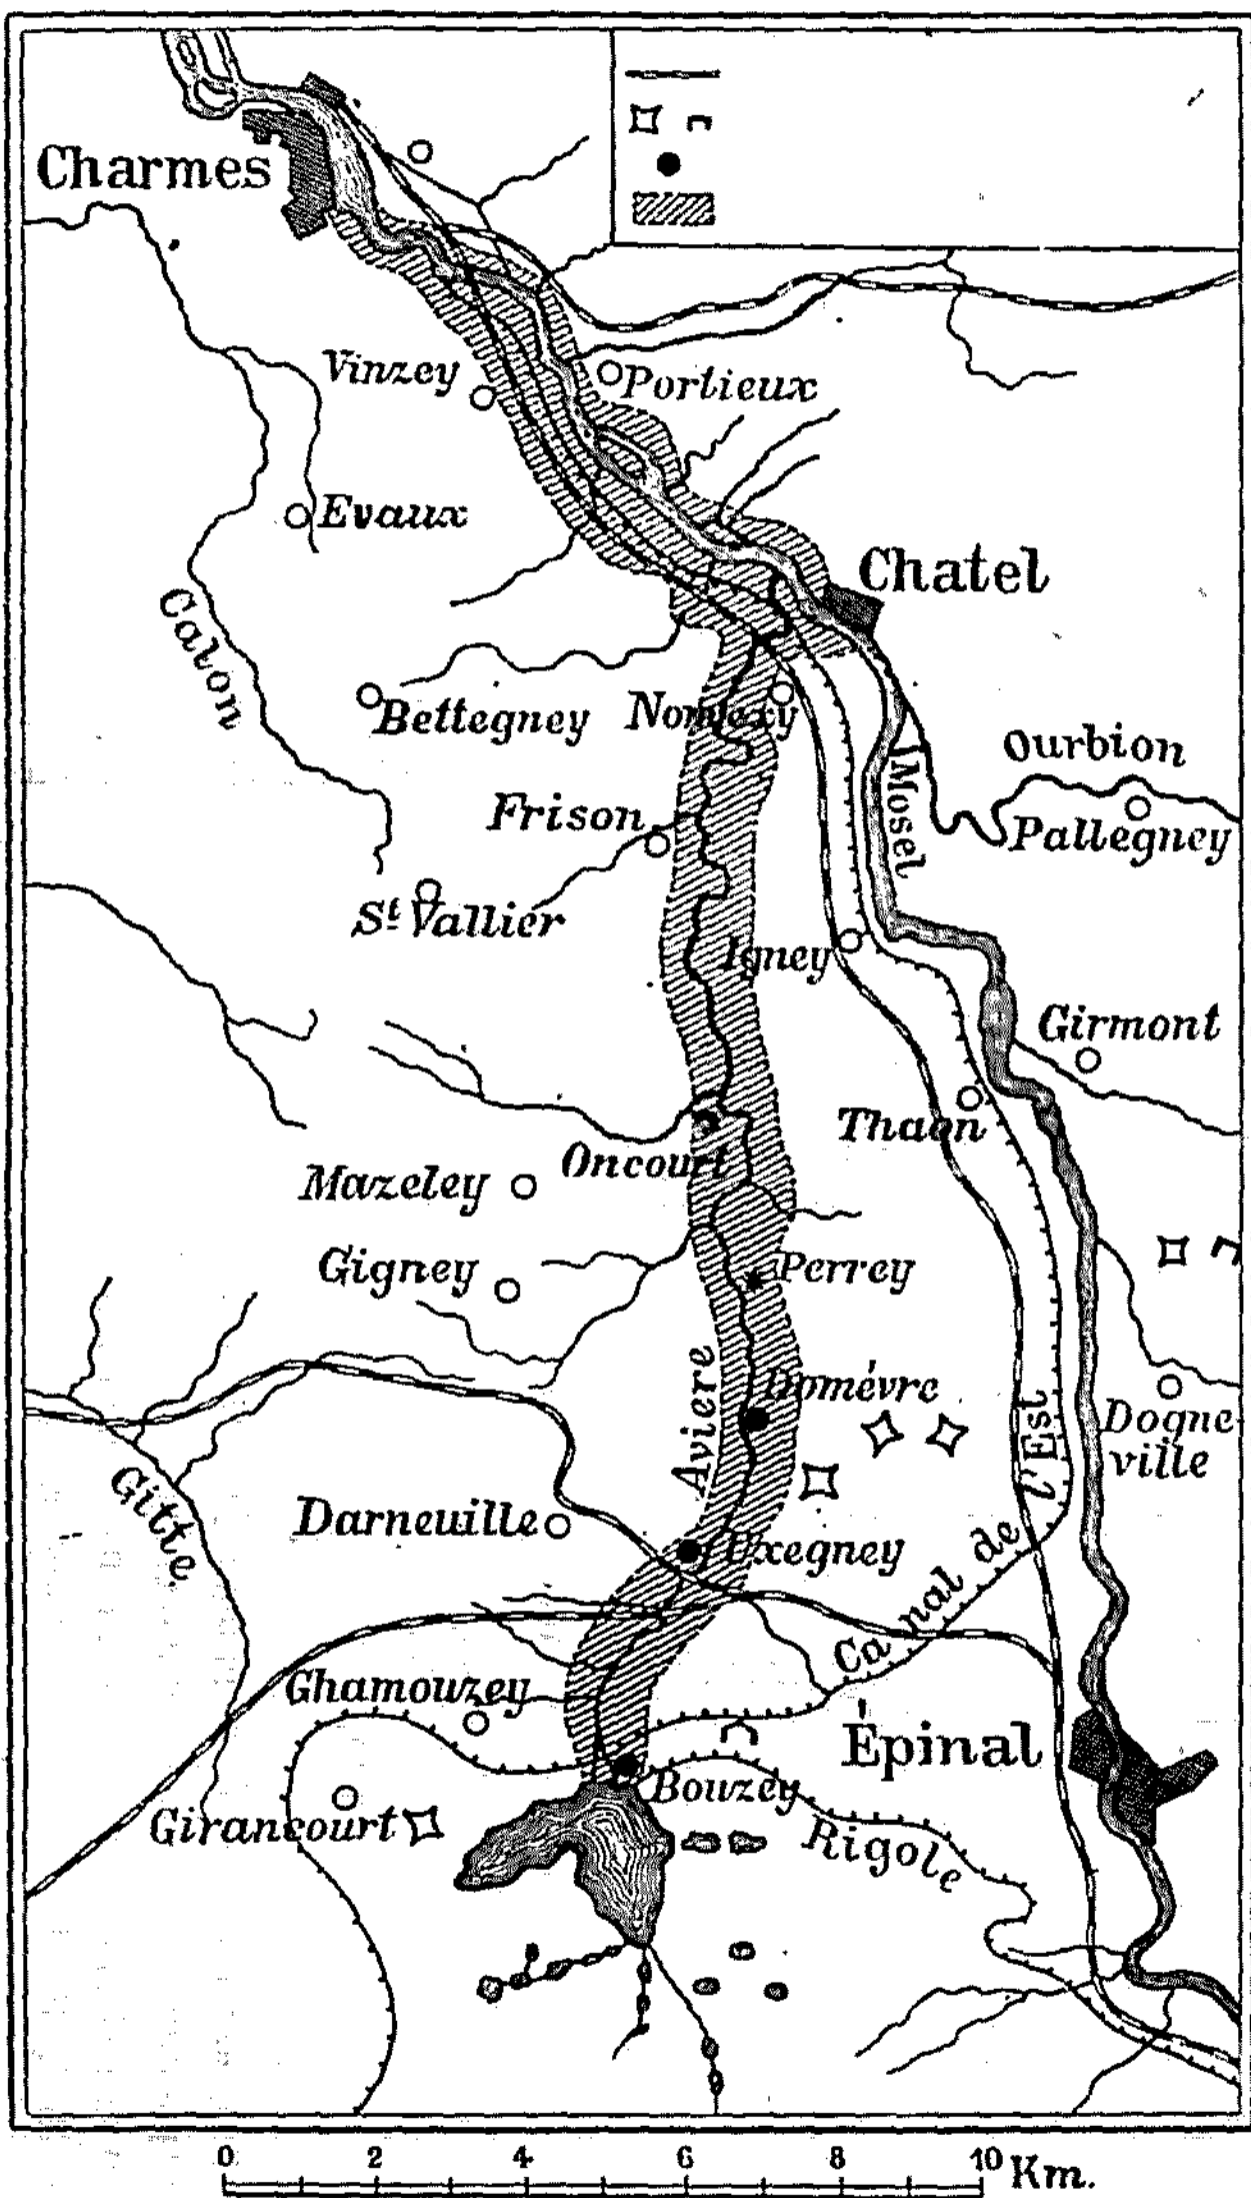 Charmes
Vinzey
Portieux
Evaux
Chatel
Calon
Bettegney
Nomexy
Ourbion
Mosel
Frison
Pallegney
St. Vallier
Igney
Girmont
Thaon
Oncourt
Mazeley
Gigney
Perrey
Aviere
Domévre
Dogne-
ville
l'Est
Gitte
Darneuille
Uxegney
Canal de
Ghamouzey
Épinal
Bouzey
Girancourt
Rigole
0 2 4 6 8 10 Km.